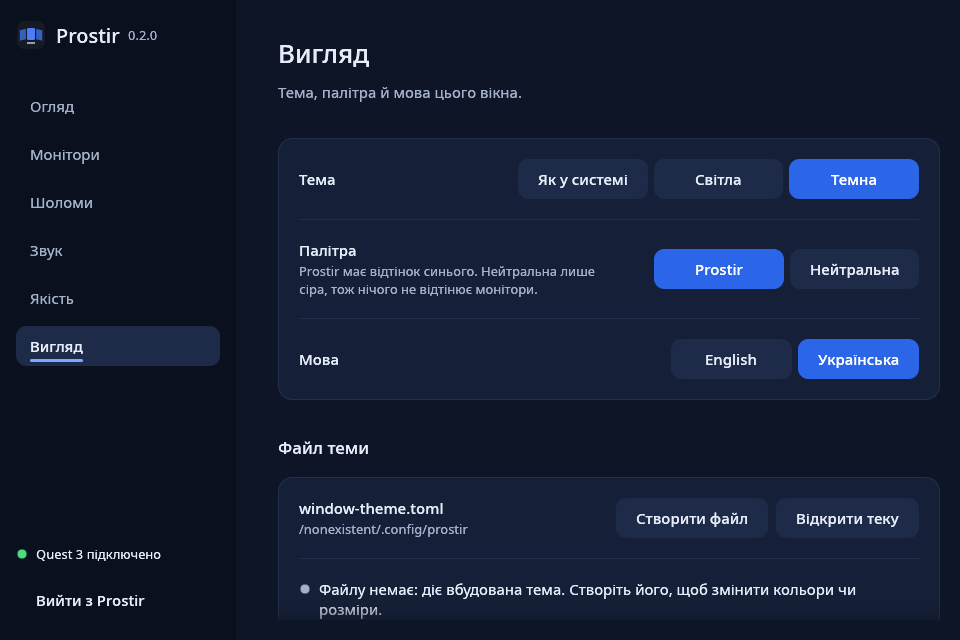 Prostir 0.2.0
Огляд
Монітори
Шоломи
Звук
Якість
Вигляд
Quest 3 підключено
Вийти з Prostir
Вигляд
Тема, палітра й мова цього вікна.
Тема
Як у системі
Світла
Темна
Палітра
Prostir має відтінок синього. Нейтральна лише
сіра, тож нічого не відтінює монітори.
Prostir
Нейтральна
Мова
English
Українська
Файл теми
window-theme.toml
/nonexistent/.config/prostir
Створити файл
Відкрити теку
Файлу немає: діє вбудована тема. Створіть його, щоб змінити кольори чи
розміри.